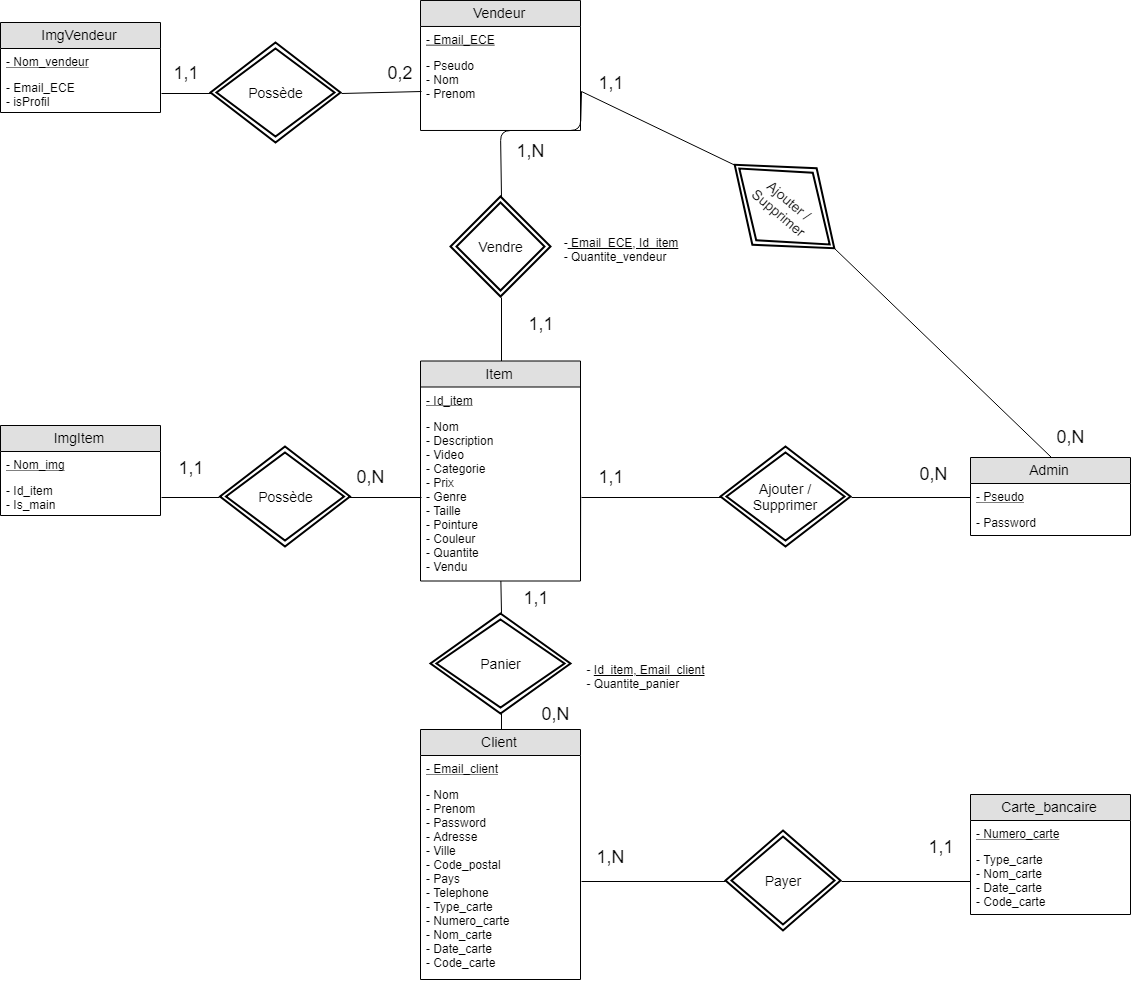 Vendeur
- Email_ECE
- Pseudo
- Nom
- Prenom
ImgVendeur
- Nom_vendeur
- Email_ECE
- isProfil
1,1
Possède
0,2
1,1
1,N
Ajouter /
Supprimer
Vendre
- Email_ECE, Id_item
- Quantite_vendeur
1,1
Item
- Id_item
- Nom
- Description
- Video
- Categorie
- Prix
- Genre
- Taille
- Pointure
- Couleur
- Quantite
- Vendu
ImgItem
- Nom_img
- Id_item
- Is_main
1,1
Possède
0,N
1,1
Ajouter /
Supprimer
0,N
0,N
Admin
- Pseudo
- Password
1,1
Panier
- Id_item, Email_client
- Quantite_panier
0,N
Client
- Email_client
- Nom
- Prenom
- Password
- Adresse
- Ville
- Code_postal
- Pays
- Telephone
- Type_carte
- Numero_carte
- Nom_carte
- Date_carte
- Code_carte
1,N
Payer
1,1
Carte_bancaire
- Numero_carte
- Type_carte
- Nom_carte
- Date_carte
- Code_carte